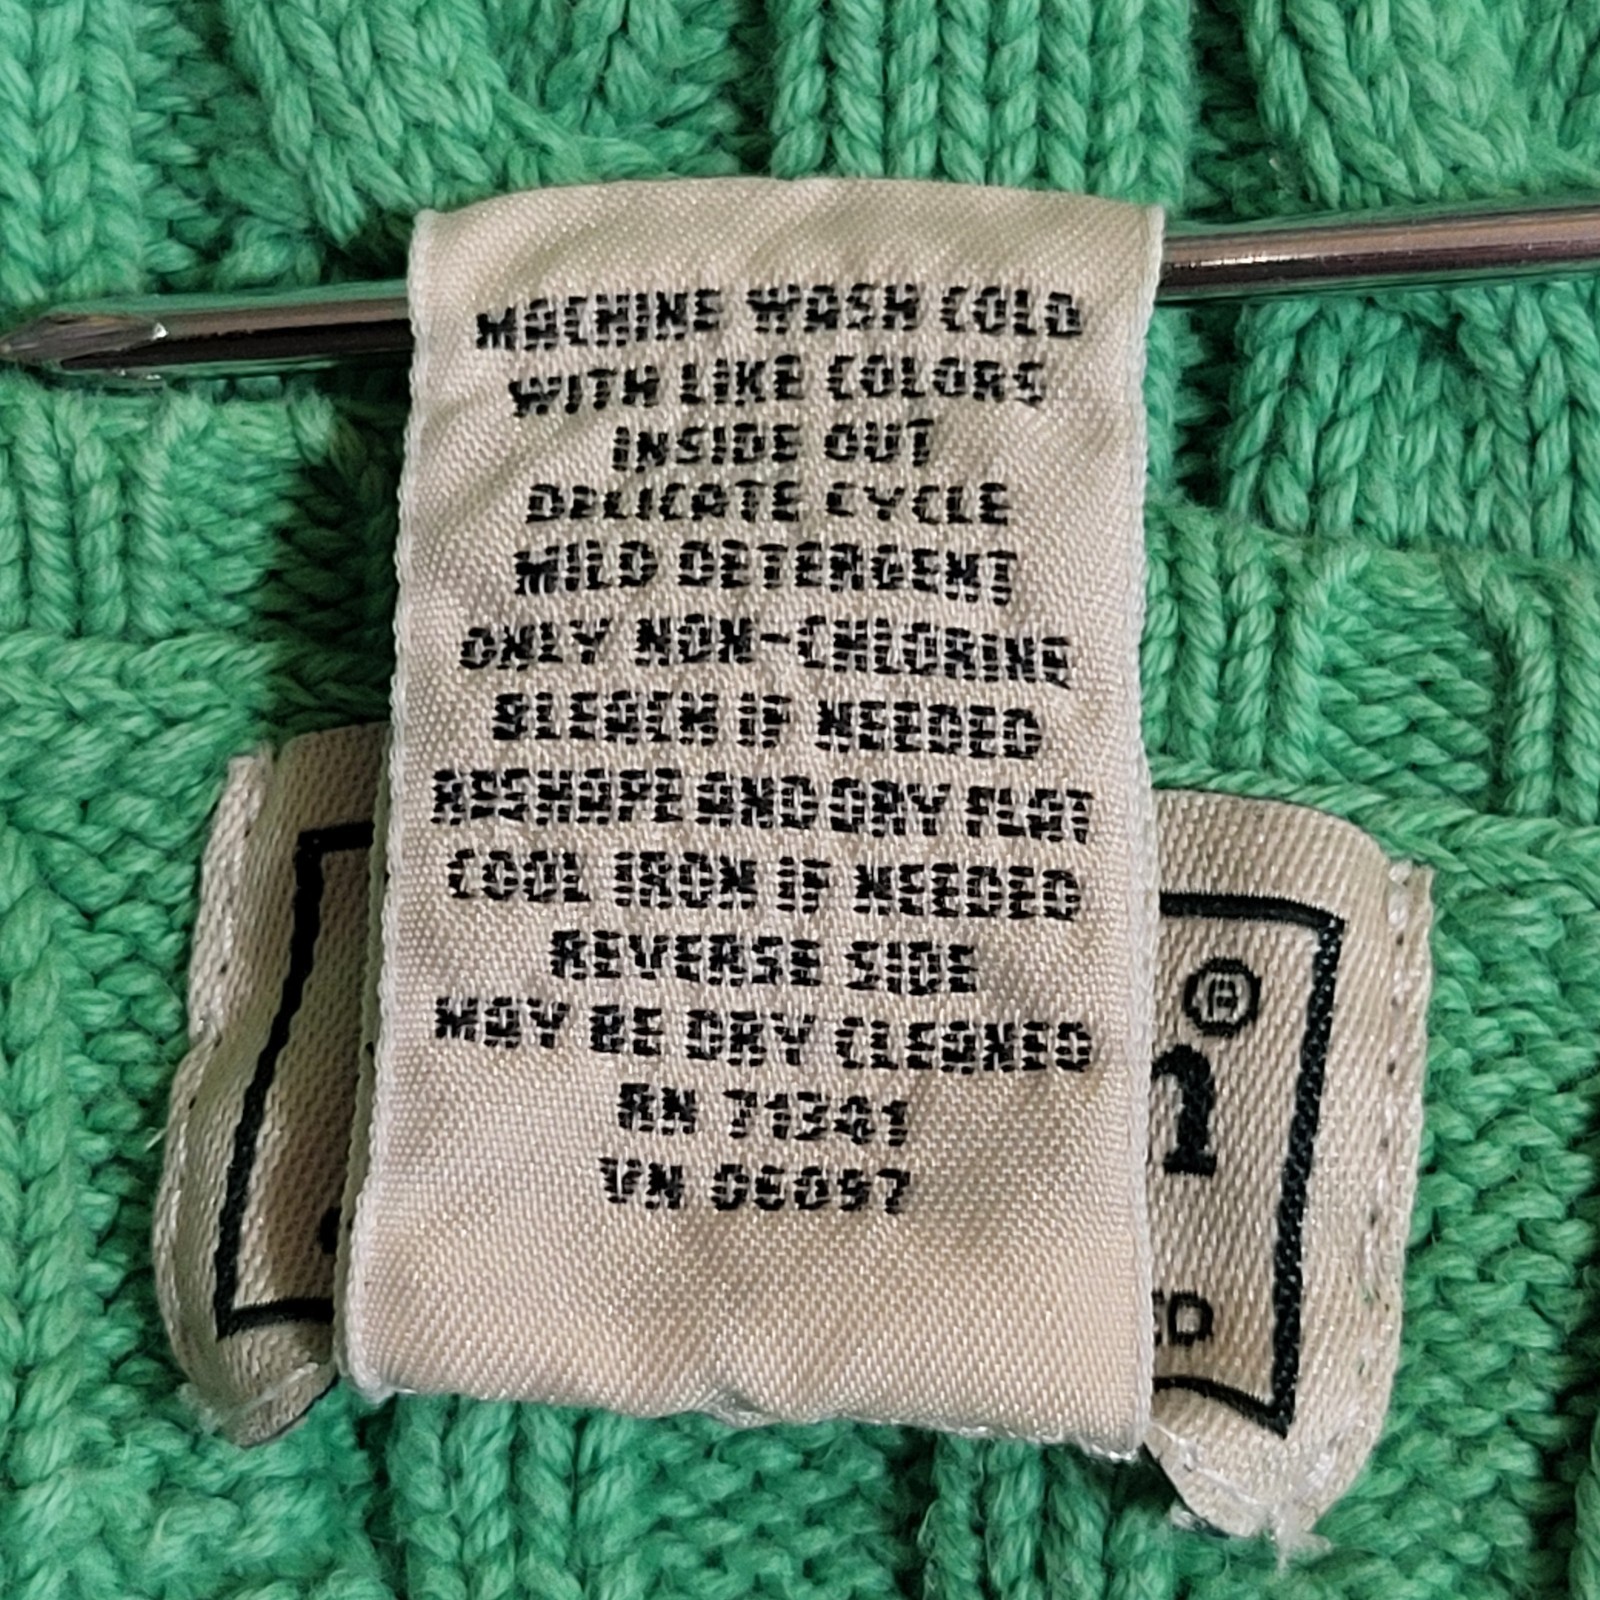 MACHINE WASH COLD
WITH LIKE COLORS
INSIDE OUT
DELICATE CYCLE
MILD DETERGENT
ONLY NON-CHLORINE
BLEACH IF NEEDED
RESHAPE AND DRY FLAT
COOL IRON IF NEEDED
REVERSE SIDE
MAY BE DRY CLEANED
RN 71341
VN 06097